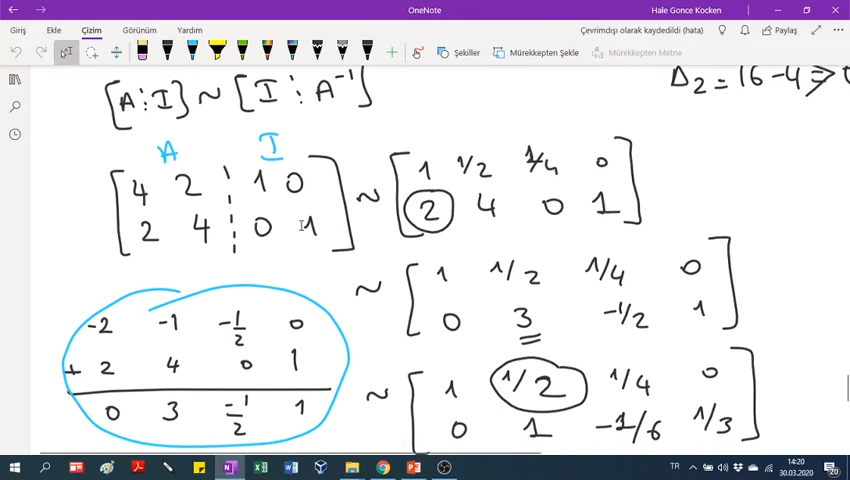 OneNote
Hale Gonce Kocken
Giriş Ekle Çizim Görünüm Yardım
Çevrimdışı olarak kaydedildi (hata) Paylaş
Şekiller Mürekkepten Şekle Mürekkepten Metne
[A ⋮ I] ~ [I ⋮ A⁻¹]
Δ₂ = 16 - 4 =>
A I
4 2 1 0 ~ 1 1/2 1/4 0
2 4 0 1 2 4 0 1
~ 1 1/2 1/4 0
0 3 -1/2 1
-2 -1 -1/2 0
+ 2 4 0 1
0 3 -1/2 1
~ 1 1/2 1/4 0
0 1 -1/6 1/3
TR 14:20
30.03.2020
20